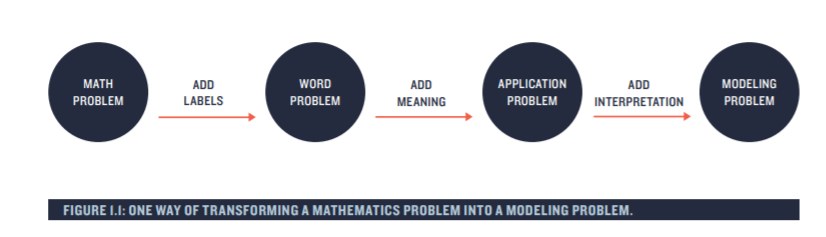 MATH
PROBLEM
ADD
LABELS
WORD
PROBLEM
ADD
MEANING
APPLICATION
PROBLEM
ADD
INTERPRETATION
MODELING
PROBLEM
FIGURE 1.1: ONE WAY OF TRANSFORMING A MATHEMATICS PROBLEM INTO A MODELING PROBLEM.